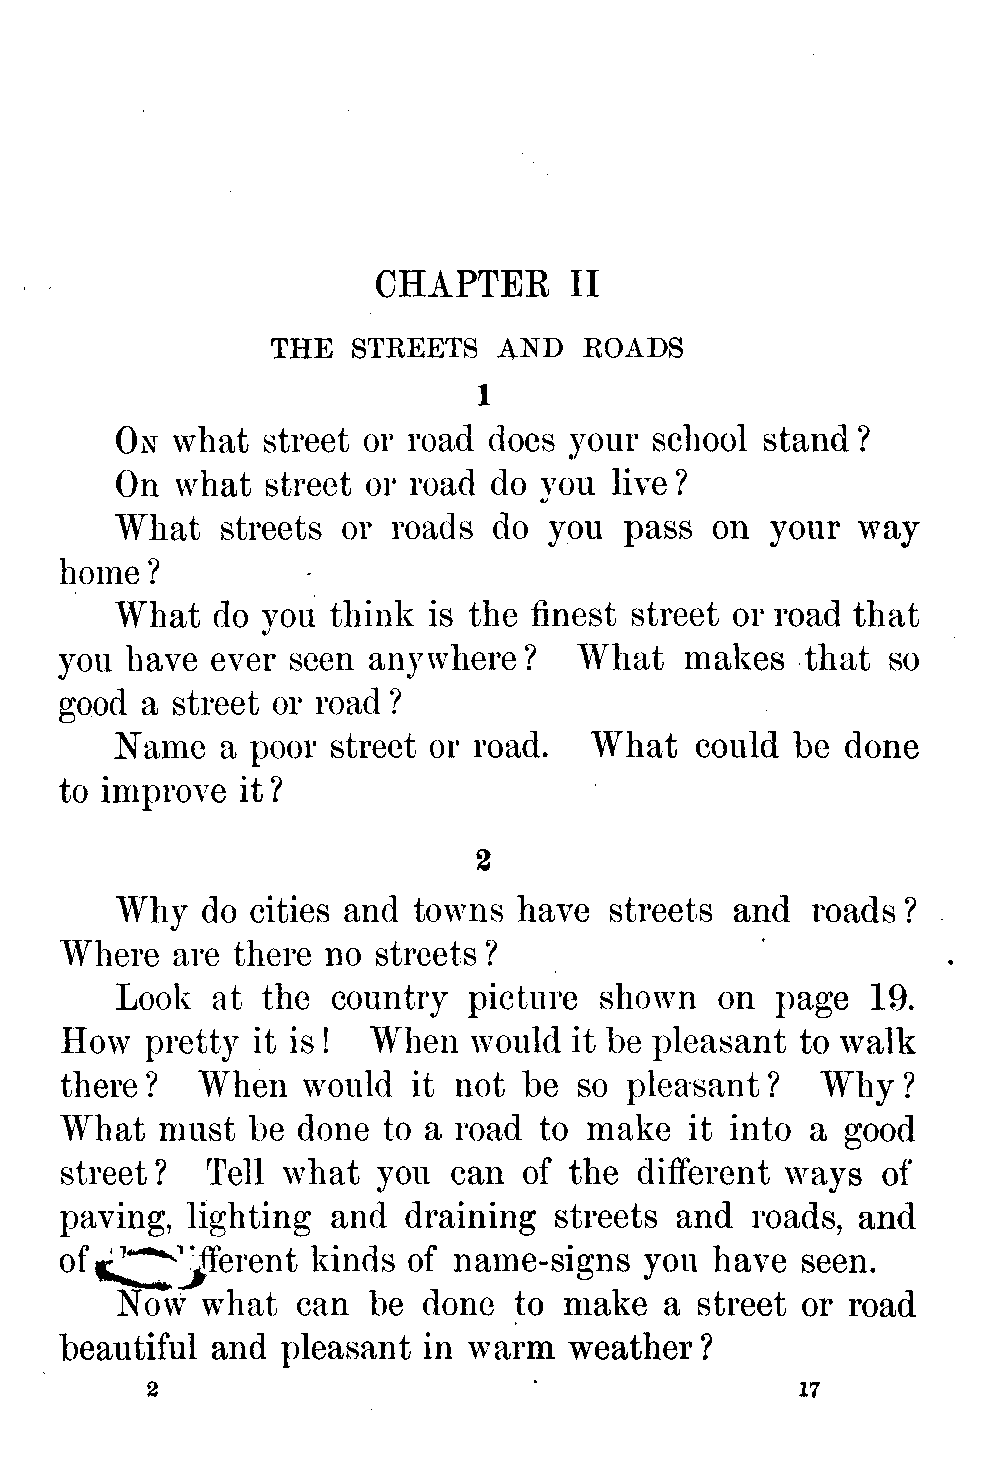 CHAPTER II
THE STREETS AND ROADS
1
On what street or road does your school stand?
On what street or road do you live?
What streets or roads do you pass on your way
home?
What do you think is the finest street or road that
you have ever seen anywhere? What makes that so
good a street or road?
Name a poor street or road. What could be done
to improve it?
2
Why do cities and towns have streets and roads?
Where are there no streets?
Look at the country picture shown on page 19.
How pretty it is! When would it be pleasant to walk
there? When would it not be so pleasant? Why?
What must be done to a road to make it into a good
street? Tell what you can of the different ways of
paving, lighting and draining streets and roads, and
of kinds of name-signs you have seen.
Now what can be done to make a street or road
beautiful and pleasant in warm weather?
2 17